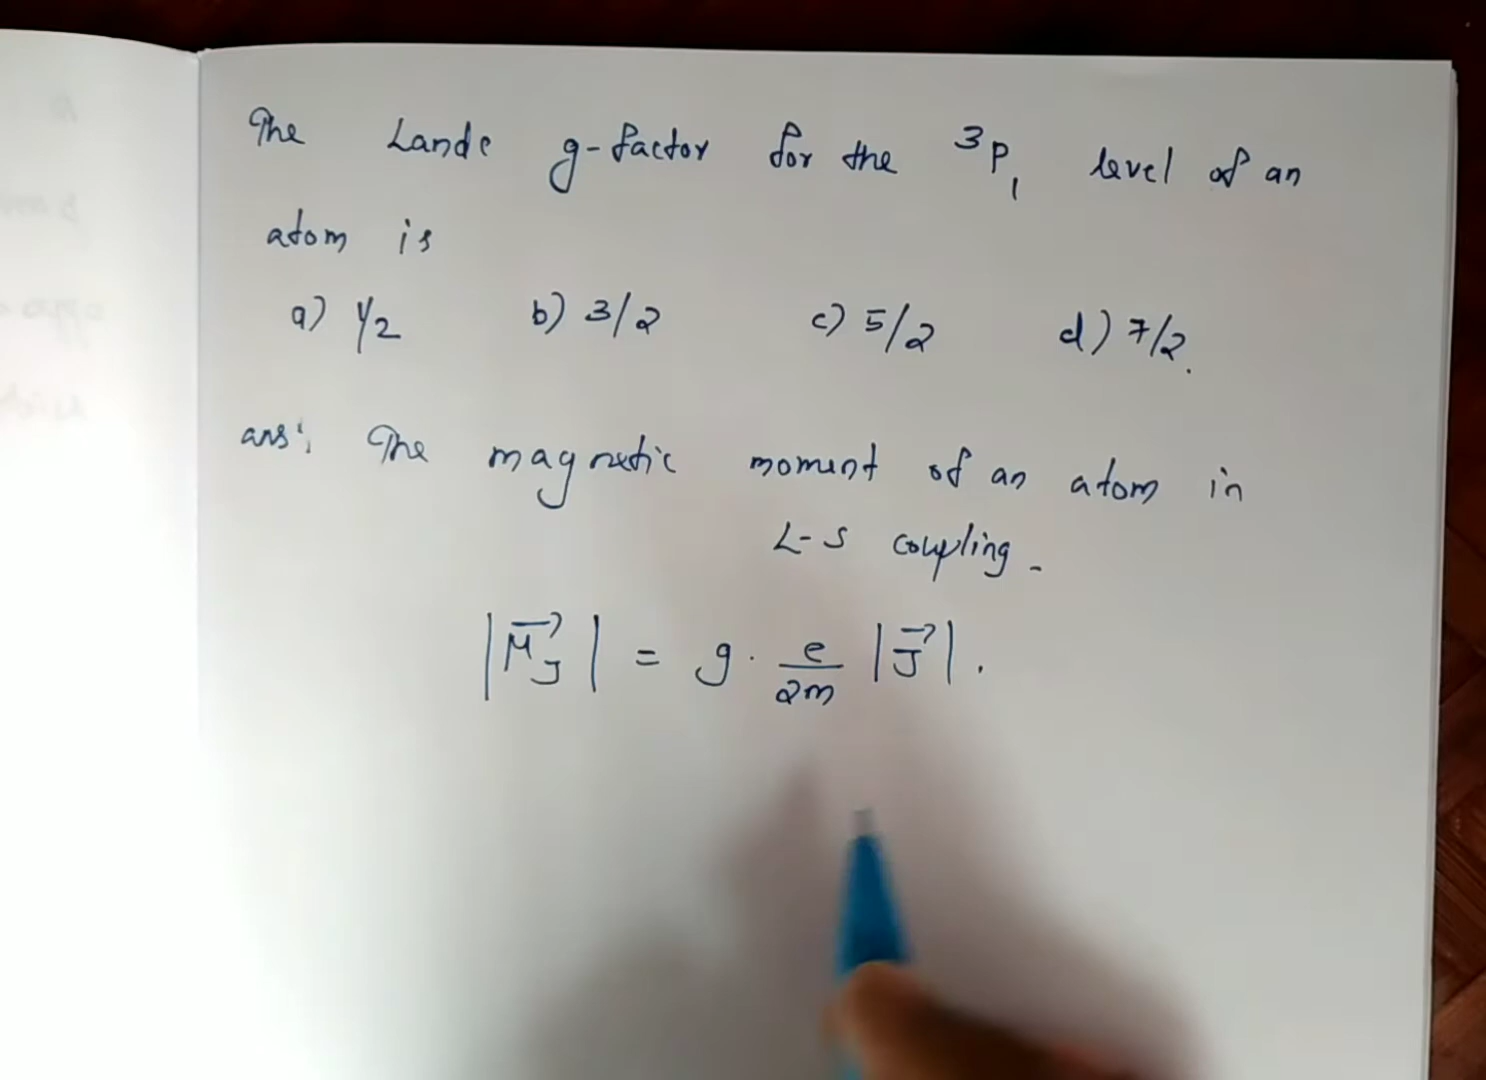 The Lande g-factor for the ³P₁ level of an
atom is
a) 1/2 b) 3/2 c) 5/2 d) 7/2.
ans: The magnetic moment of an atom in
L-S coupling.
|μ⃗_J| = g · e/2m |J⃗|.